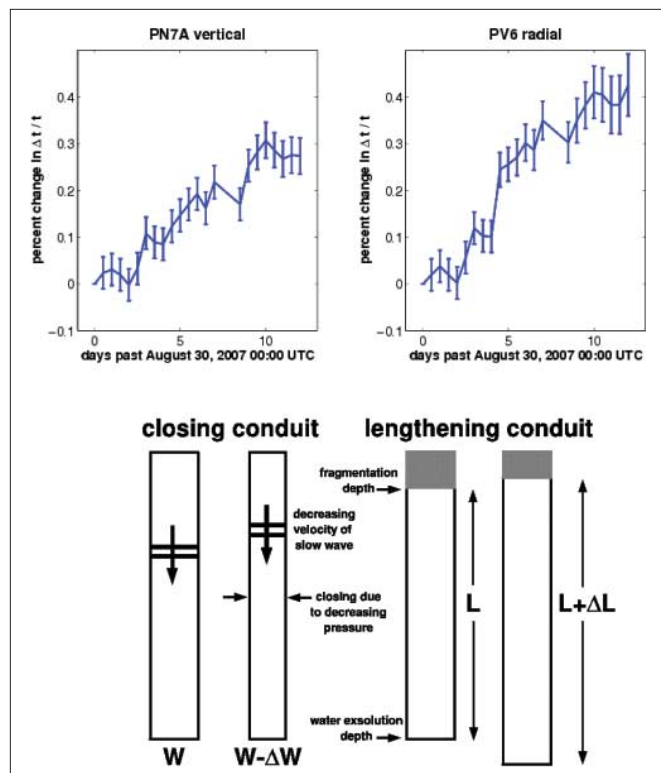 PN7A vertical
percent change in Δ t / t
0.4
0.3
0.2
0.1
0
−0.1
0
5
10
days past August 30, 2007 00:00 UTC
PV6 radial
percent change in Δ t / t
0.4
0.3
0.2
0.1
0
−0.1
0
5
10
days past August 30, 2007 00:00 UTC
closing conduit
decreasing
velocity of
slow wave
closing due
to decreasing
pressure
W
W-ΔW
lengthening conduit
fragmentation
depth
L
L+ΔL
water exsolution
depth